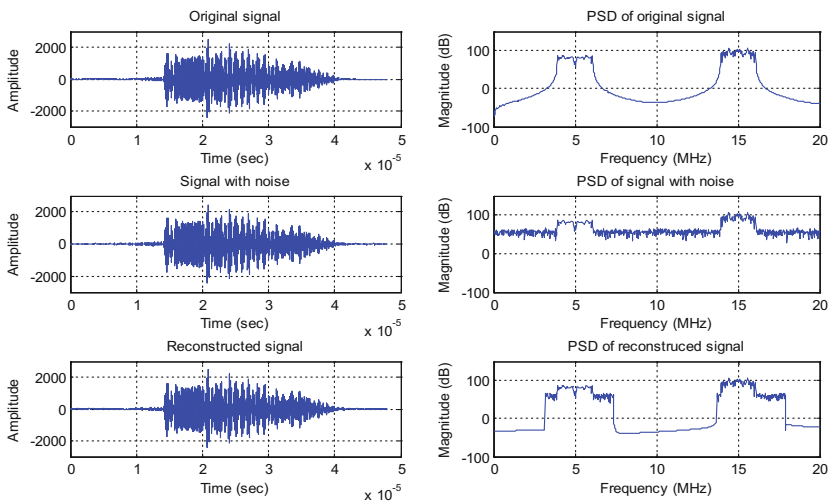 Original signal
2000
0
-2000
Amplitude
0 1 2 3 4 5
Time (sec)
x 10-5
PSD of original signal
100
0
-100
Magnitude (dB)
0 5 10 15 20
Frequency (MHz)
Signal with noise
2000
0
-2000
Amplitude
0 1 2 3 4 5
Time (sec)
x 10-5
PSD of signal with noise
100
0
-100
Magnitude (dB)
0 5 10 15 20
Frequency (MHz)
Reconstructed signal
2000
0
-2000
Amplitude
0 1 2 3 4 5
Time (sec)
x 10-5
PSD of reconstruced signal
100
0
-100
Magnitude (dB)
0 5 10 15 20
Frequency (MHz)